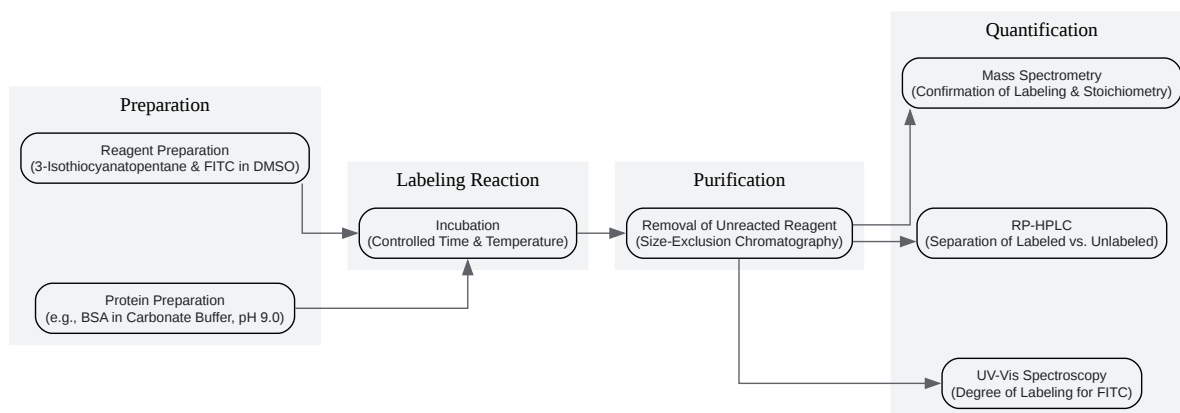 Preparation
Reagent Preparation
(3-Isothiocyanatopentane & FITC in DMSO)
Protein Preparation
(e.g., BSA in Carbonate Buffer, pH 9.0)
Labeling Reaction
Incubation
(Controlled Time & Temperature)
Purification
Removal of Unreacted Reagent
(Size-Exclusion Chromatography)
Quantification
Mass Spectrometry
(Confirmation of Labeling & Stoichiometry)
RP-HPLC
(Separation of Labeled vs. Unlabeled)
UV-Vis Spectroscopy
(Degree of Labeling for FITC)